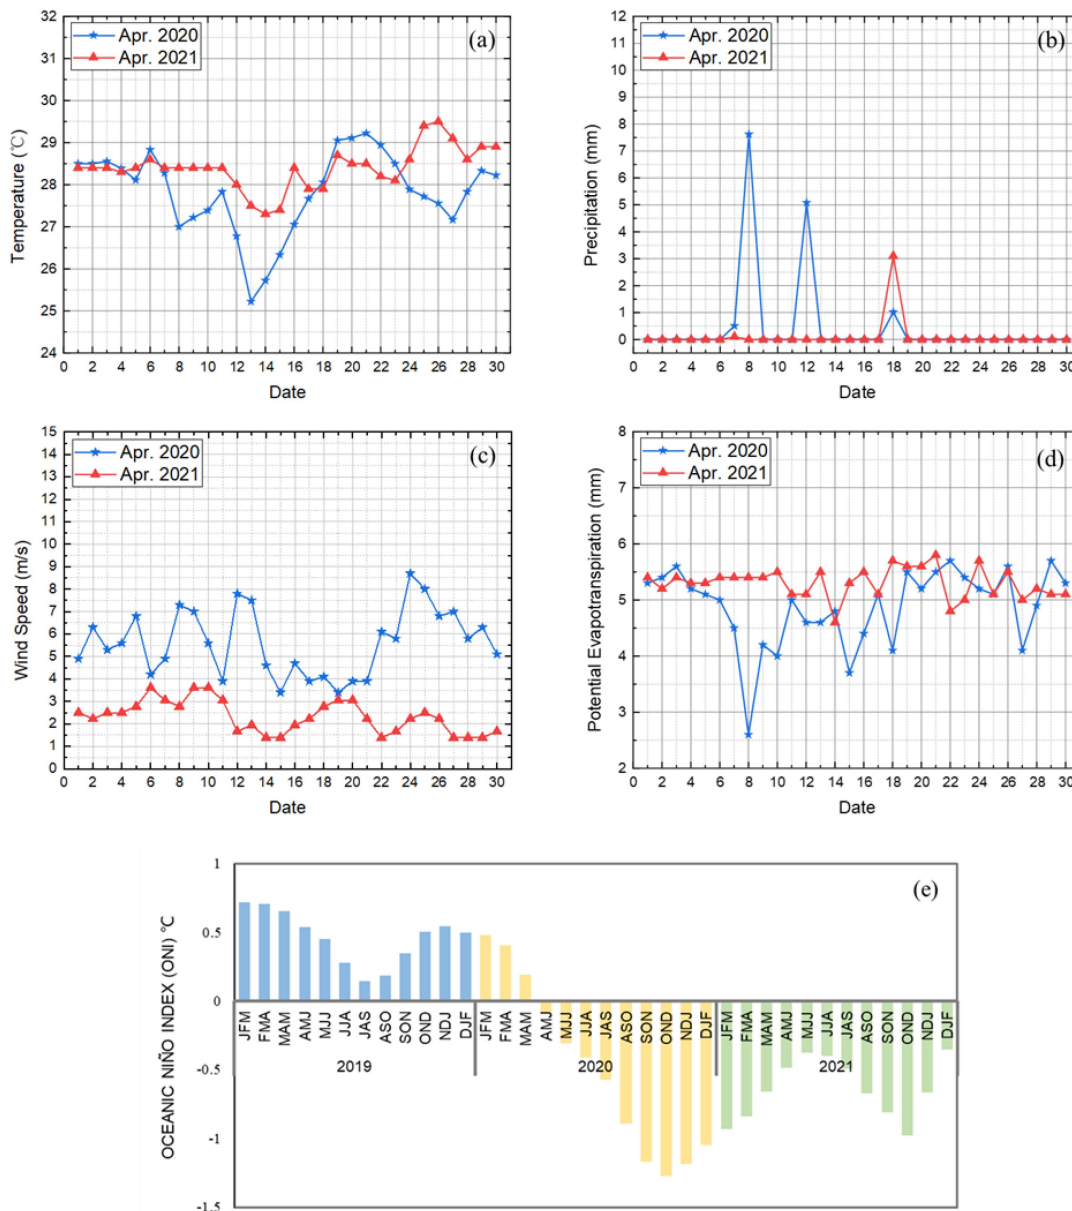 (a)
Apr. 2020
Apr. 2021
Temperature (℃)
32
31
30
29
28
27
26
25
24
0 2 4 6 8 10 12 14 16 18 20 22 24 26 28 30
Date
(b)
Apr. 2020
Apr. 2021
Precipitation (mm)
12
11
10
9
8
7
6
5
4
3
2
1
0
0 2 4 6 8 10 12 14 16 18 20 22 24 26 28 30
Date
(c)
Apr. 2020
Apr. 2021
Wind Speed (m/s)
15
14
13
12
11
10
9
8
7
6
5
4
3
2
1
0
0 2 4 6 8 10 12 14 16 18 20 22 24 26 28 30
Date
(d)
Apr. 2020
Apr. 2021
Potential Evapotranspiration (mm)
8
7
6
5
4
3
2
0 2 4 6 8 10 12 14 16 18 20 22 24 26 28 30
Date
(e)
OCEANIC NIÑO INDEX (ONI) °C
1
0.5
0
-0.5
-1
-1.5
JFM FMA MAM AMJ MJJ JJA JAS ASO SON OND NDJ DJF
2019
JFM FMA MAM AMJ MJJ JJA JAS ASO SON OND NDJ DJF
2020
JFM FMA MAM AMJ MJJ JJA JAS ASO SON OND NDJ DJF
2021